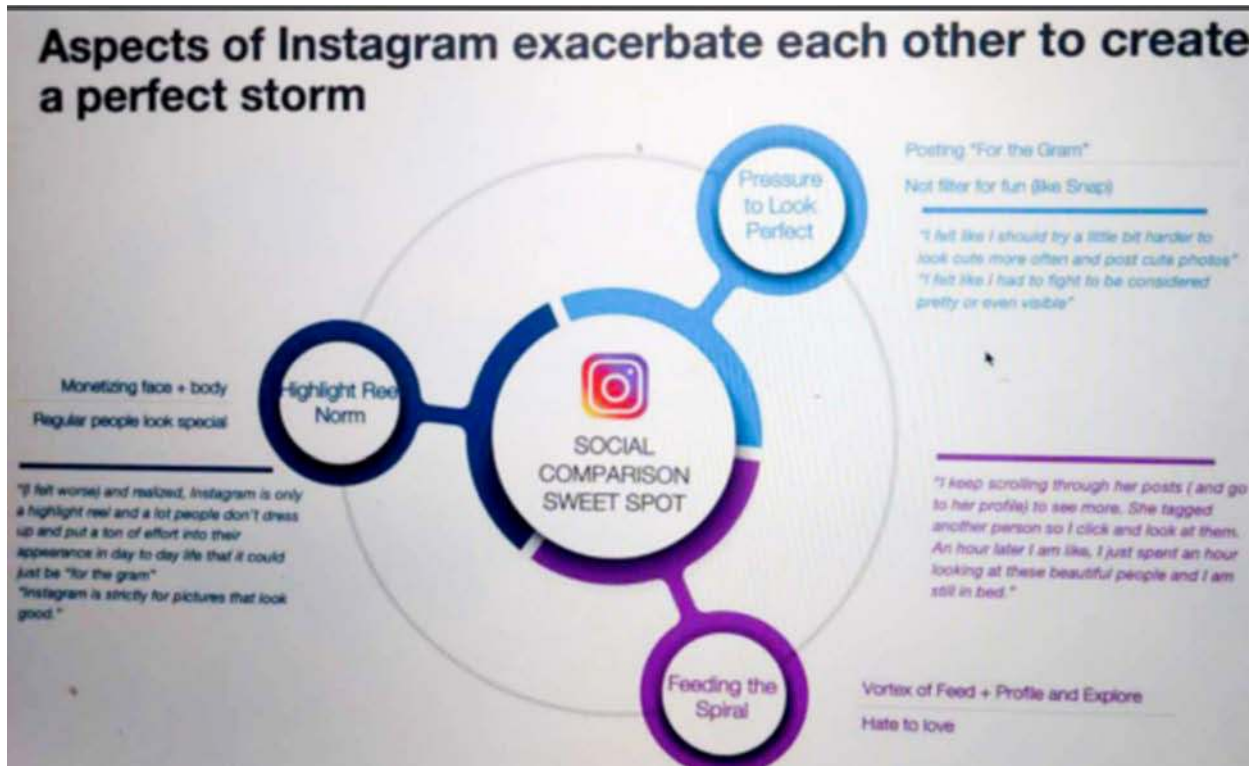 Aspects of Instagram exacerbate each other to create
a perfect storm
Pressure
to Look
Perfect
Posting "For the Gram"
Not filter for fun (like Snap)
"I felt like I should try a little bit harder to
look cute more often and post cute photos"
"I felt like I had to fight to be considered
pretty or even visible"
Highlight Reel
Norm
Monetizing face + body
Regular people look special
"(I felt worse) and realized, Instagram is only
a highlight reel and a lot people don't dress
up and put a ton of effort into their
appearance in day to day life that it could
just be "for the gram"
"Instagram is strictly for pictures that look
good."
SOCIAL
COMPARISON
SWEET SPOT
"I keep scrolling through her posts ( and go
to her profile) to see more. She tagged
another person so I click and look at them.
An hour later I am like, I just spent an hour
looking at these beautiful people and I am
still in bed."
Feeding the
Spiral
Vortex of Feed + Profile and Explore
Hate to love